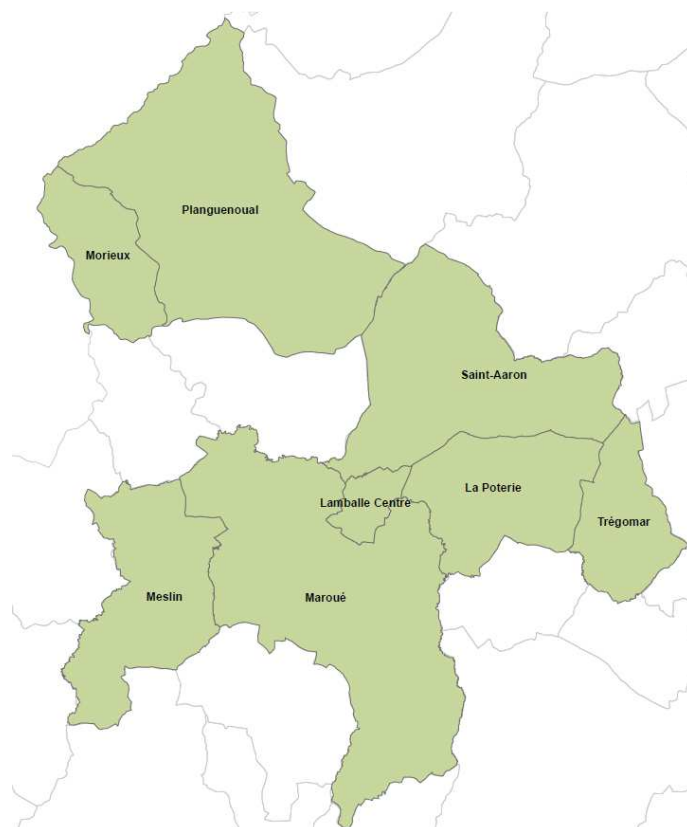 Planguenoual
Morieux
Saint-Aaron
La Poterie
Lamballe Centre
Trégomar
Meslin
Maroué